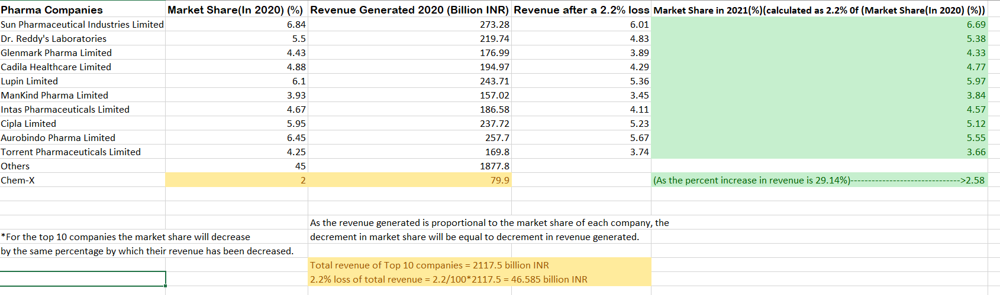 Pharma Companies Market Share(In 2020) (%) Revenue Generated 2020 (Billion INR) Revenue after a 2.2% loss Market Share in 2021(%)(calculated as 2.2% 0f (Market Share(In 2020) (%))
Sun Pharmaceutical Industries Limited 6.84 273.28 6.01 6.69
Dr. Reddy's Laboratories 5.5 219.74 4.83 5.38
Glenmark Pharma Limited 4.43 176.99 3.89 4.33
Cadila Healthcare Limited 4.88 194.97 4.29 4.77
Lupin Limited 6.1 243.71 5.36 5.97
ManKind Pharma Limited 3.93 157.02 3.45 3.84
Intas Pharmaceuticals Limited 4.67 186.58 4.11 4.57
Cipla Limited 5.95 237.72 5.23 5.12
Aurobindo Pharma Limited 6.45 257.7 5.67 5.55
Torrent Pharmaceuticals Limited 4.25 169.8 3.74 3.66
Others 45 1877.8
Chem-X 2 79.9 (As the percent increase in revenue is 29.14%)------------------------------->2.58
As the revenue generated is proportional to the market share of each company, the
*For the top 10 companies the market share will decrease decrement in market share will be equal to decrement in revenue generated.
by the same percentage by which their revenue has been decreased.
Total revenue of Top 10 companies = 2117.5 billion INR
2.2% loss of total revenue = 2.2/100*2117.5 = 46.585 billion INR